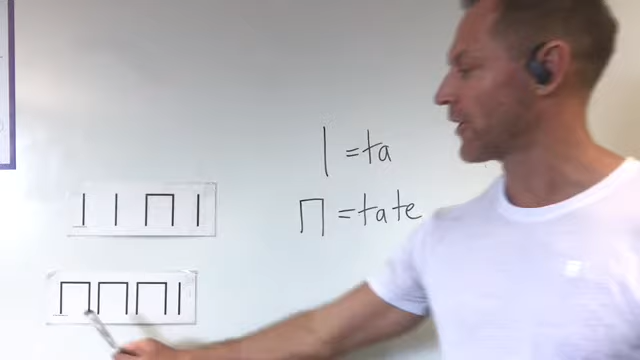 | = ta
⊓ = tate
| | ⊓ |
⊓ ⊓ ⊓ |